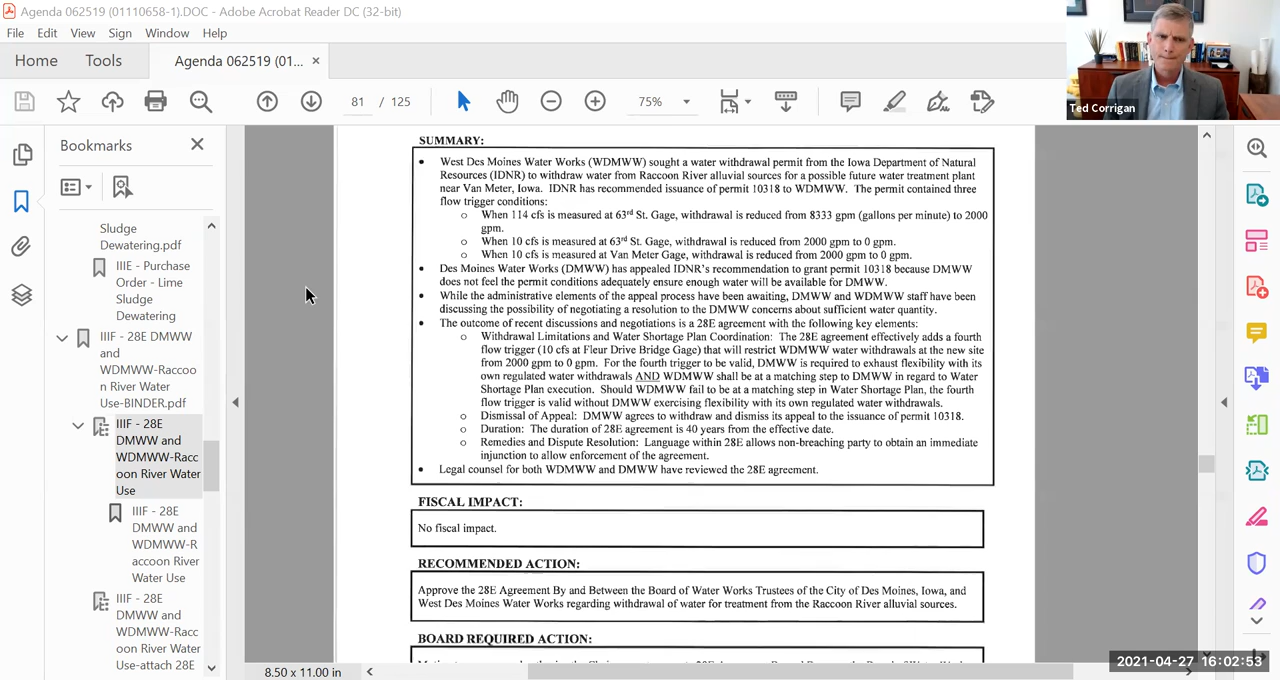 Agenda 062519 (01110658-1).DOC - Adobe Acrobat Reader DC (32-bit)
File Edit View Sign Window Help
Home Tools Agenda 062519 (01... ×
81 / 125 75%
Ted Corrigan
Bookmarks
Sludge
Dewatering.pdf
IIIE - Purchase
Order - Lime
Sludge
Dewatering
IIIF - 28E DMWW
and
WDMWW-Raccoo
n River Water
Use-BINDER.pdf
IIIF - 28E
DMWW and
WDMWW-Racc
oon River Water
Use
IIIF - 28E
DMWW and
WDMWW-R
accoon River
Water Use
IIIF - 28E
DMWW and
WDMWW-Racc
oon River Water
Use-attach 28E
SUMMARY:
• West Des Moines Water Works (WDMWW) sought a water withdrawal permit from the Iowa Department of Natural
Resources (IDNR) to withdraw water from Raccoon River alluvial sources for a possible future water treatment plant
near Van Meter, Iowa. IDNR has recommended issuance of permit 10318 to WDMWW. The permit contained three
flow trigger conditions:
o When 114 cfs is measured at 63rd St. Gage, withdrawal is reduced from 8333 gpm (gallons per minute) to 2000
gpm.
o When 10 cfs is measured at 63rd St. Gage, withdrawal is reduced from 2000 gpm to 0 gpm.
o When 10 cfs is measured at Van Meter Gage, withdrawal is reduced from 2000 gpm to 0 gpm.
• Des Moines Water Works (DMWW) has appealed IDNR's recommendation to grant permit 10318 because DMWW
does not feel the permit conditions adequately ensure enough water will be available for DMWW.
• While the administrative elements of the appeal process have been awaiting, DMWW and WDMWW staff have been
discussing the possibility of negotiating a resolution to the DMWW concerns about sufficient water quantity.
• The outcome of recent discussions and negotiations is a 28E agreement with the following key elements:
o Withdrawal Limitations and Water Shortage Plan Coordination: The 28E agreement effectively adds a fourth
flow trigger (10 cfs at Fleur Drive Bridge Gage) that will restrict WDMWW water withdrawals at the new site
from 2000 gpm to 0 gpm. For the fourth trigger to be valid, DMWW is required to exhaust flexibility with its
own regulated water withdrawals AND WDMWW shall be at a matching step to DMWW in regard to Water
Shortage Plan execution. Should WDMWW fail to be at a matching step in Water Shortage Plan, the fourth
flow trigger is valid without DMWW exercising flexibility with its own regulated water withdrawals.
o Dismissal of Appeal: DMWW agrees to withdraw and dismiss its appeal to the issuance of permit 10318.
o Duration: The duration of 28E agreement is 40 years from the effective date.
o Remedies and Dispute Resolution: Language within 28E allows non-breaching party to obtain an immediate
injunction to allow enforcement of the agreement.
• Legal counsel for both WDMWW and DMWW have reviewed the 28E agreement.
FISCAL IMPACT:
No fiscal impact.
RECOMMENDED ACTION:
Approve the 28E Agreement By and Between the Board of Water Works Trustees of the City of Des Moines, Iowa, and
West Des Moines Water Works regarding withdrawal of water for treatment from the Raccoon River alluvial sources.
BOARD REQUIRED ACTION:
8.50 x 11.00 in
2021-04-27 16:02:53